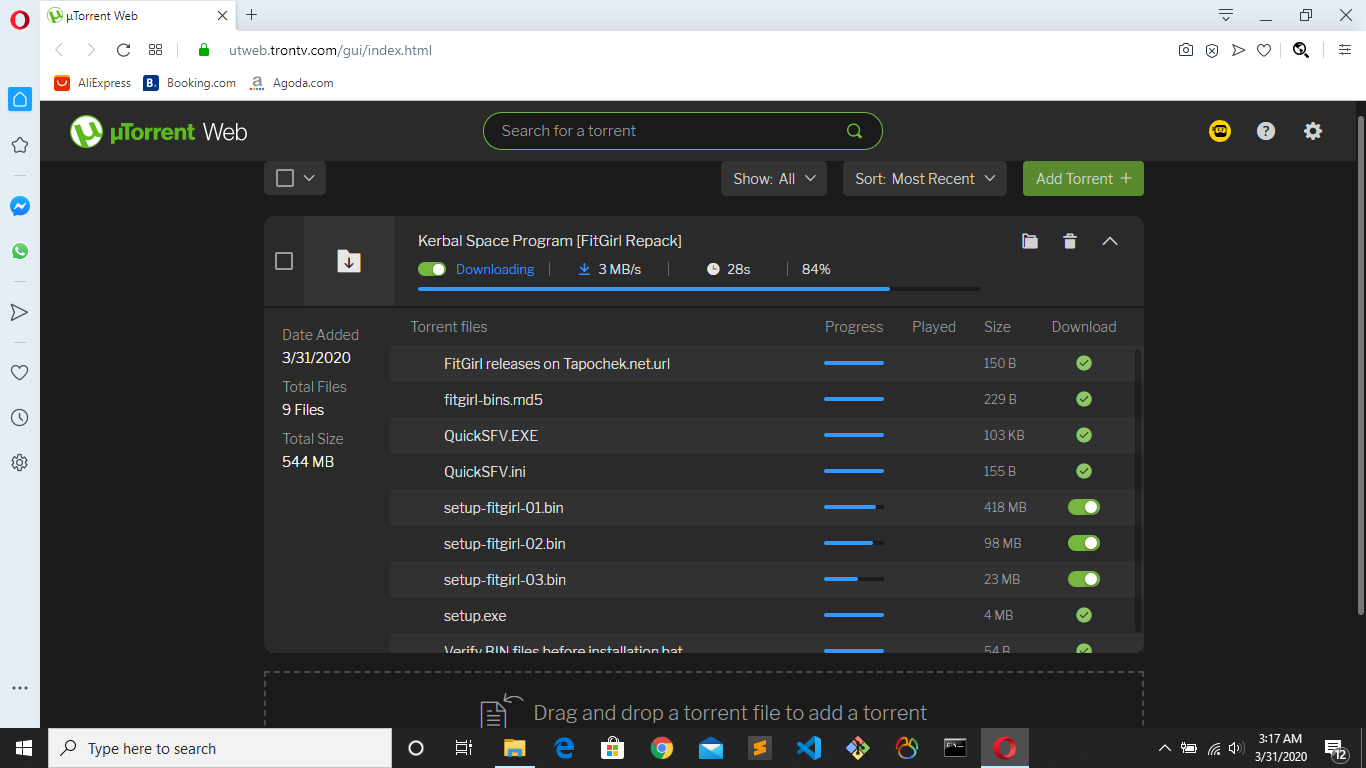 µTorrent Web
utweb.trontv.com/gui/index.html
AliExpress
B.
Booking.com
a
Agoda.com
µTorrent Web
Search for a torrent
?
Show: All
Sort: Most Recent
Add Torrent +
Kerbal Space Program [FitGirl Repack]
Downloading
3 MB/s
28s
84%
Date Added
3/31/2020
Total Files
9 Files
Total Size
544 MB
Torrent files
Progress
Played
Size
Download
FitGirl releases on Tapochek.net.url
150 B
fitgirl-bins.md5
229 B
QuickSFV.EXE
103 KB
QuickSFV.ini
155 B
setup-fitgirl-01.bin
418 MB
setup-fitgirl-02.bin
98 MB
setup-fitgirl-03.bin
23 MB
setup.exe
4 MB
Verify BIN files before installation.bat
54 B
Drag and drop a torrent file to add a torrent
Type here to search
3:17 AM
3/31/2020
12